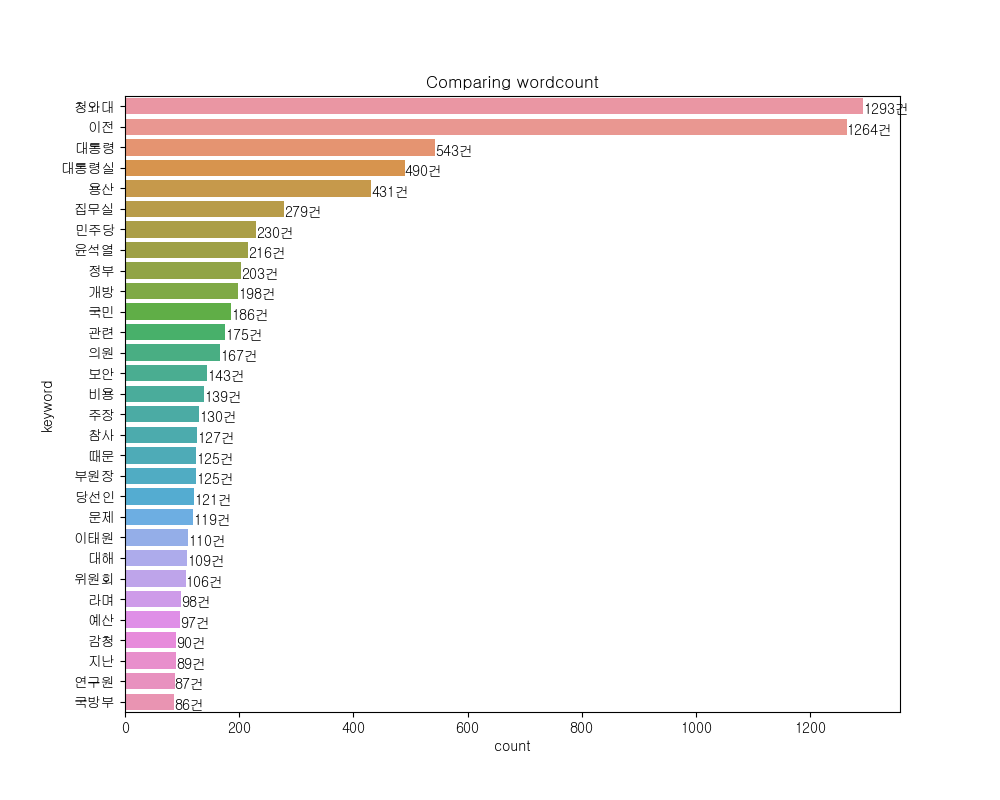 Comparing wordcount
청와대 1293건
이전 1264건
대통령 543건
대통령실 490건
용산 431건
집무실 279건
민주당 230건
윤석열 216건
정부 203건
개방 198건
국민 186건
관련 175건
의원 167건
보안 143건
비용 139건
주장 130건
참사 127건
때문 125건
부원장 125건
당선인 121건
문제 119건
이태원 110건
대해 109건
위원회 106건
라며 98건
예산 97건
감청 90건
지난 89건
연구원 87건
국방부 86건
keyword
0 200 400 600 800 1000 1200
count